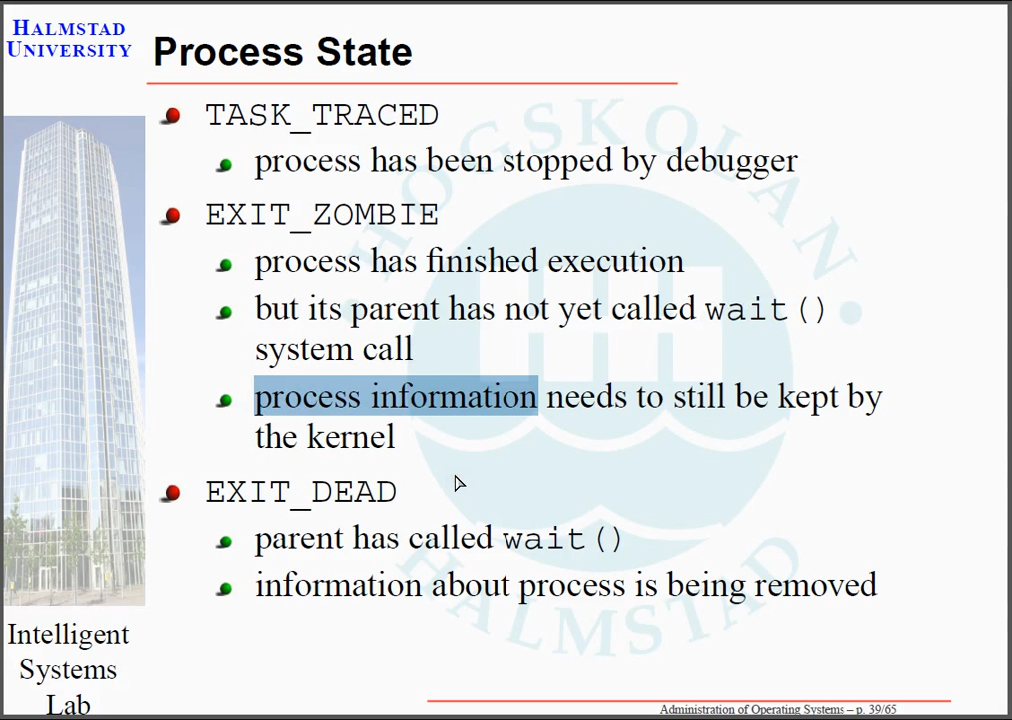 HALMSTAD
UNIVERSITY
Process State
TASK_TRACED
process has been stopped by debugger
EXIT_ZOMBIE
process has finished execution
but its parent has not yet called wait()
system call
process information needs to still be kept by
the kernel
EXIT_DEAD
parent has called wait()
information about process is being removed
HOGSKOLAN
HALMSTAD
Intelligent
Systems
Lab
Administration of Operating Systems – p. 39/65